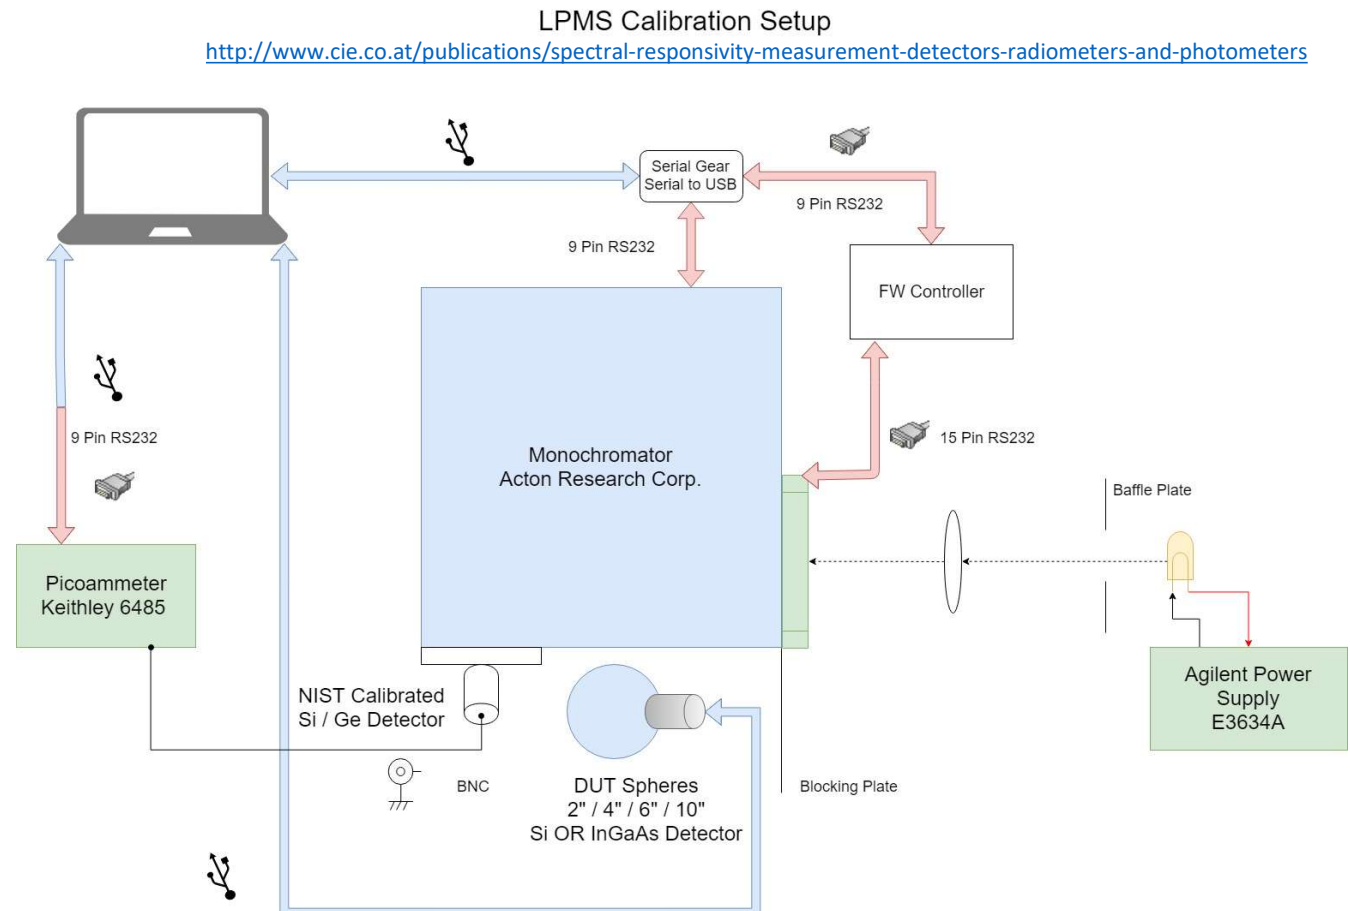 LPMS Calibration Setup
http://www.cie.co.at/publications/spectral-responsivity-measurement-detectors-radiometers-and-photometers
Serial Gear
Serial to USB
9 Pin RS232
9 Pin RS232
FW Controller
9 Pin RS232
15 Pin RS232
Monochromator
Acton Research Corp.
Baffle Plate
Picoammeter
Keithley 6485
NIST Calibrated
Si / Ge Detector
Agilent Power
Supply
E3634A
BNC
DUT Spheres
2" / 4" / 6" / 10"
Si OR InGaAs Detector
Blocking Plate